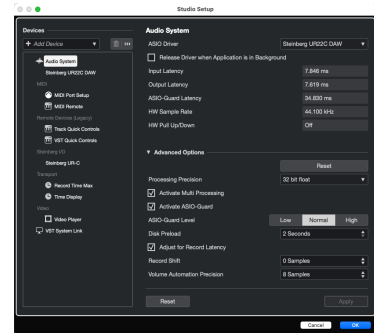 Studio Setup
Devices
+ Add Device
Audio System
Steinberg UR22C DAW
MIDI
MIDI Port Setup
MIDI Remote
Remote Devices (Legacy)
Track Quick Controls
VST Quick Controls
Steinberg I/O
Steinberg UR-C
Transport
Record Time Max
Time Display
Video
Video Player
VST System Link
Audio System
ASIO Driver Steinberg UR22C DAW
Release Driver when Application is in Background
Input Latency 7.846 ms
Output Latency 7.619 ms
ASIO-Guard Latency 34.830 ms
HW Sample Rate 44.100 kHz
HW Pull Up/Down Off
Advanced Options
Reset
Processing Precision 32 bit float
Activate Multi Processing
Activate ASIO-Guard
ASIO-Guard Level Low Normal High
Disk Preload 2 Seconds
Adjust for Record Latency
Record Shift 0 Samples
Volume Automation Precision 8 Samples
Reset Apply
Cancel OK